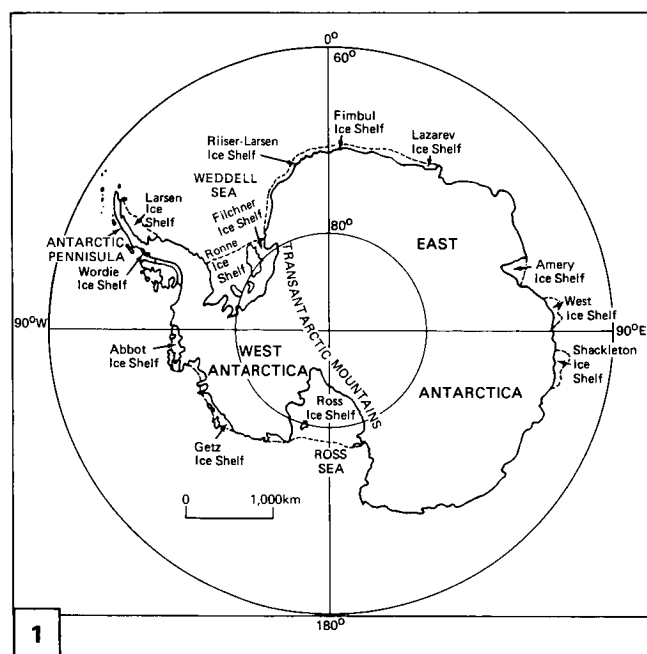 0°
60°
Fimbul
Ice Shelf
Lazarev
Ice Shelf
Riiser-Larsen
Ice Shelf
WEDDELL
SEA
Larsen
Ice
Shelf
Filchner
Ice Shelf
80°
EAST
ANTARCTIC
PENNISULA
Ronne
Ice
Shelf
Wordie
Ice Shelf
TRANSANTARCTIC MOUNTAINS
Amery
Ice Shelf
West
Ice Shelf
90°W
90°E
Abbot
Ice Shelf
WEST
ANTARCTICA
Shackleton
Ice
Shelf
ANTARCTICA
Ross
Ice Shelf
Getz
Ice Shelf
ROSS
SEA
0 1,000km
180°
1